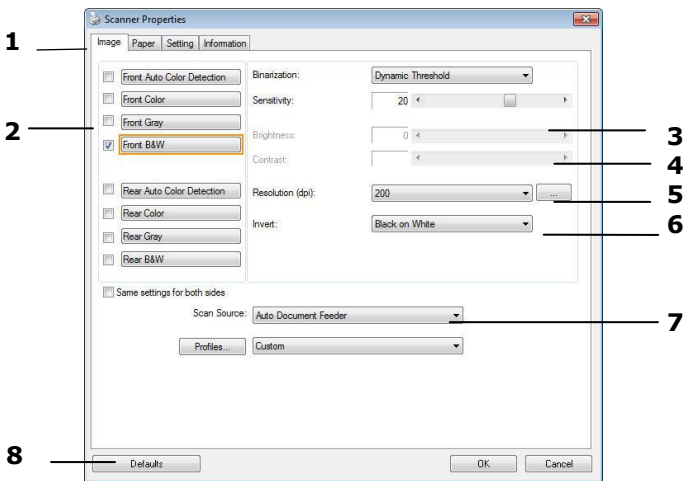 Scanner Properties
1
Image Paper Setting Information
2
Front Auto Color Detection
Front Color
Front Gray
Front B&W
Rear Auto Color Detection
Rear Color
Rear Gray
Rear B&W
Binarization: Dynamic Threshold
Sensitivity: 20
Brightness: 0
3
Contrast:
4
Resolution (dpi): 200 ...
5
Invert: Black on White
6
Same settings for both sides
Scan Source: Auto Document Feeder
7
Profiles... Custom
8
Defaults OK Cancel